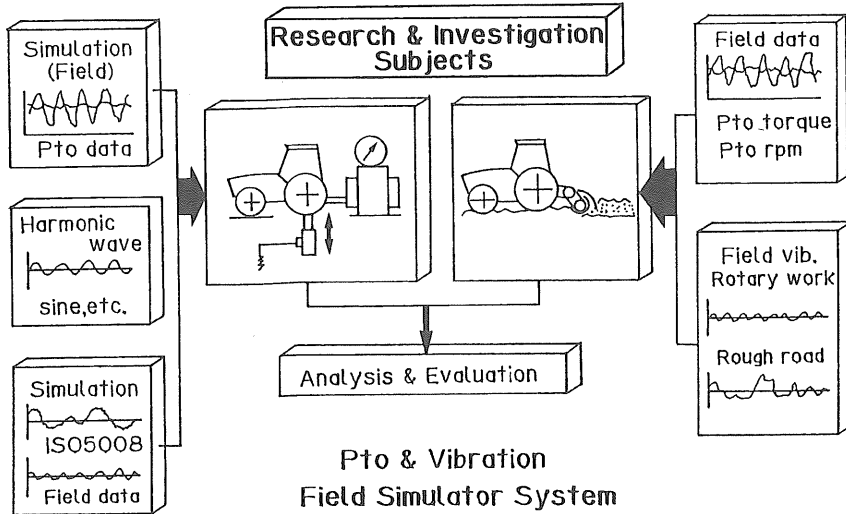 Research & Investigation
Subjects
Simulation
(Field)
Pto data
Harmonic
wave
sine,etc.
Simulation
ISO5008
Field data
Field data
Pto torque
Pto rpm
Field vib.
Rotary work
Rough road
Analysis & Evaluation
Pto & Vibration
Field Simulator System